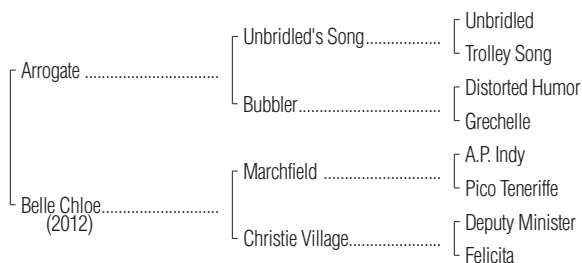 Unbridled
Unbridled's Song
Trolley Song
Arrogate
Distorted Humor
Bubbler
Grechelle
A.P. Indy
Marchfield
Pico Teneriffe
Belle Chloe
(2012)
Deputy Minister
Christie Village
Felicita